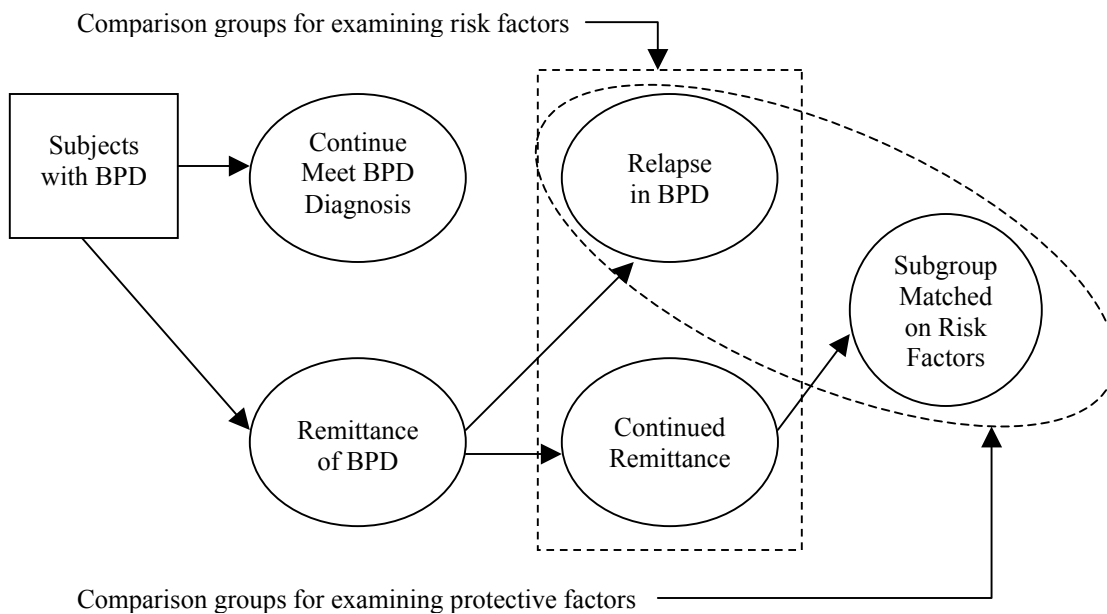 Comparison groups for examining risk factors
Subjects
with BPD
Continue
Meet BPD
Diagnosis
Relapse
in BPD
Subgroup
Matched
on Risk
Factors
Remittance
of BPD
Continued
Remittance
Comparison groups for examining protective factors